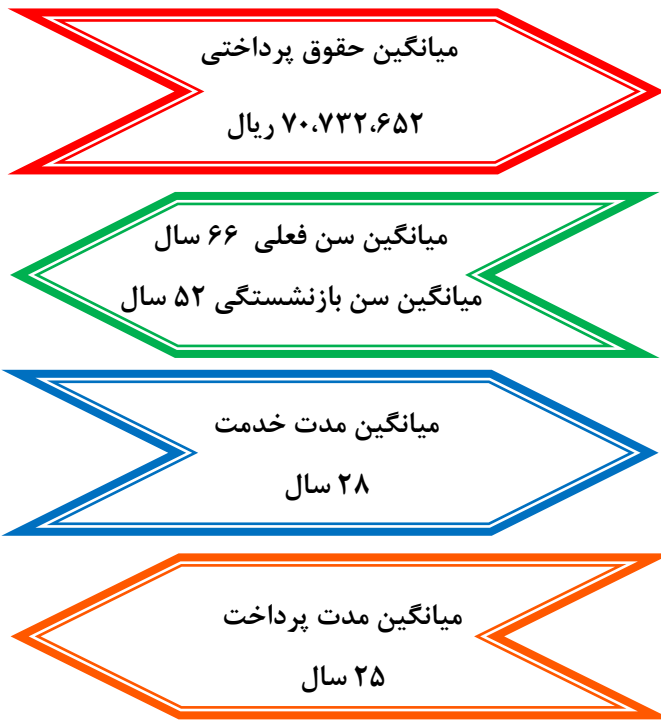 میانگین حقوق پرداختی
۷۰،۷۳۲،۶۵۲ ریال
میانگین سن فعلی ۶۶ سال
میانگین سن بازنشستگی ۵۲ سال
میانگین مدت خدمت
۲۸ سال
میانگین مدت پرداخت
۲۵ سال